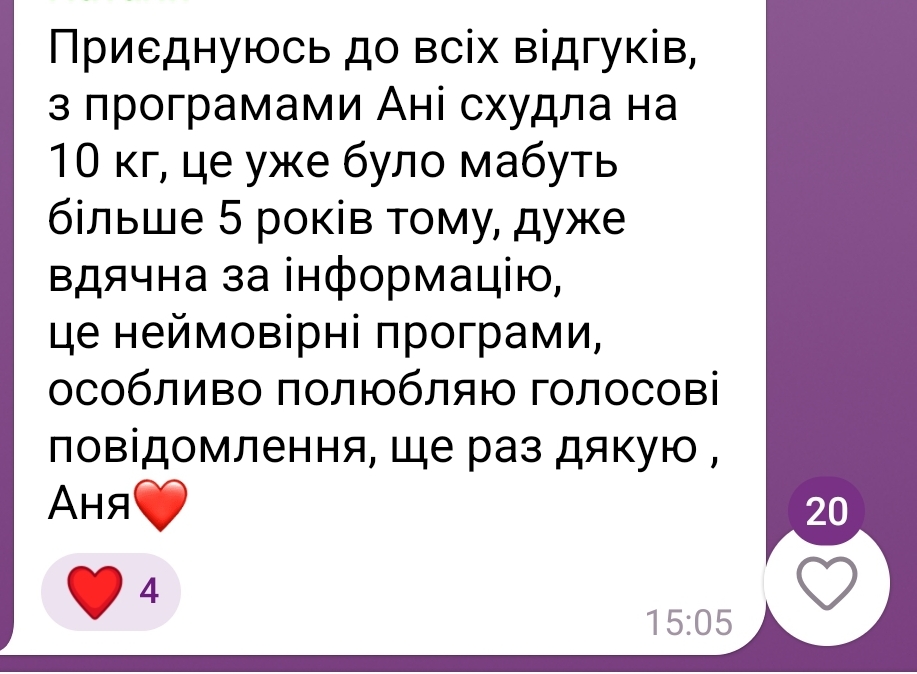 Приєднуюсь до всіх відгуків,
з програмами Ані схудла на
10 кг, це уже було мабуть
більше 5 років тому, дуже
вдячна за інформацію,
це неймовірні програми,
особливо полюбляю голосові
повідомлення, ще раз дякую ,
Аня❤️
20
❤️ 4
15:05